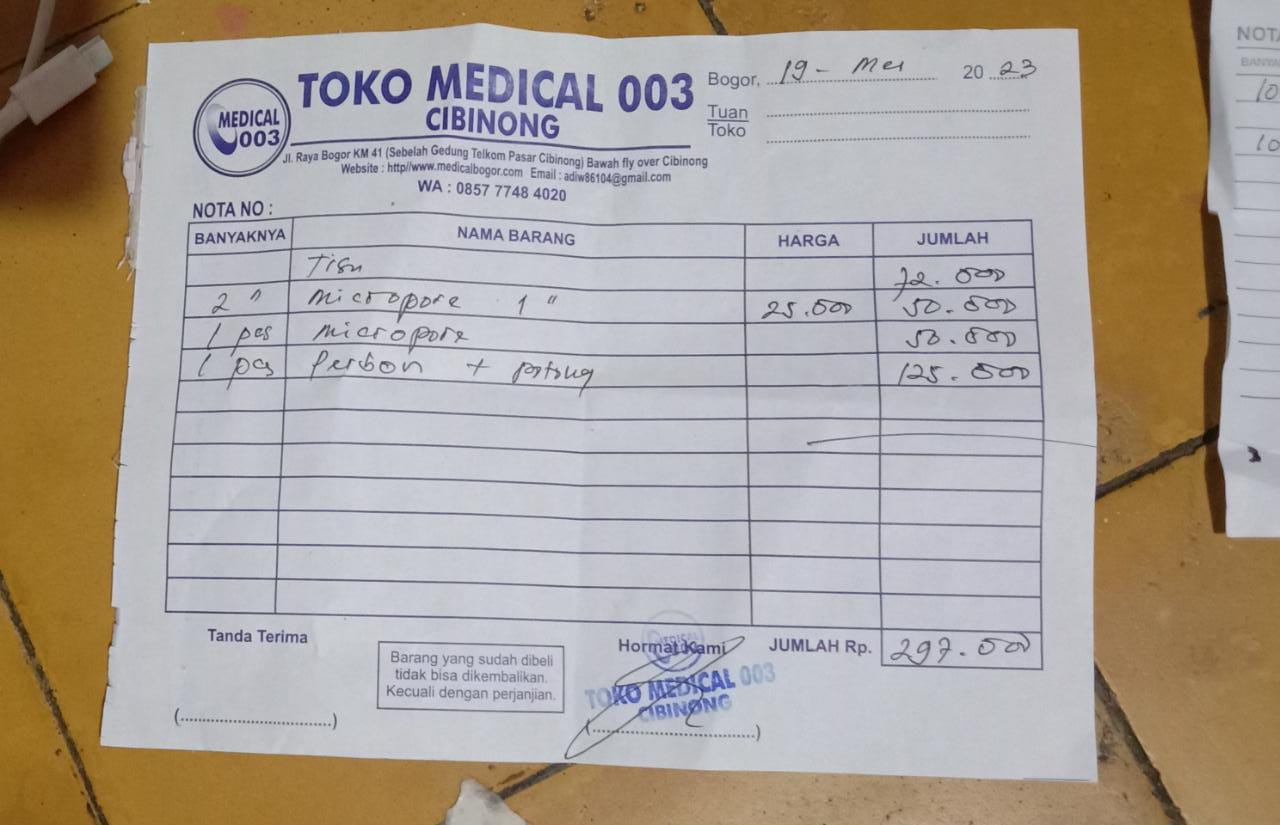 MEDICAL 003
TOKO MEDICAL 003
CIBINONG
Jl. Raya Bogor KM 41 (Sebelah Gedung Telkom Pasar Cibinong) Bawah fly over Cibinong
Website : http//www.medicalbogor.com Email : adiw86104@gmail.com
WA : 0857 7748 4020
Bogor, 19 - Mei 20 23
Tuan
Toko
NOTA NO :
BANYAKNYA NAMA BARANG HARGA JUMLAH
Tisu 72.000
2 " Micropore 1 " 25.000 50.000
1 pcs Micropore 50.000
1 pcs + 125.000
Tanda Terima
Barang yang sudah dibeli
tidak bisa dikembalikan.
Kecuali dengan perjanjian.
Hormat Kami
TOKO MEDICAL 003
CIBINONG
JUMLAH Rp. 297.000
NOTA
10
10